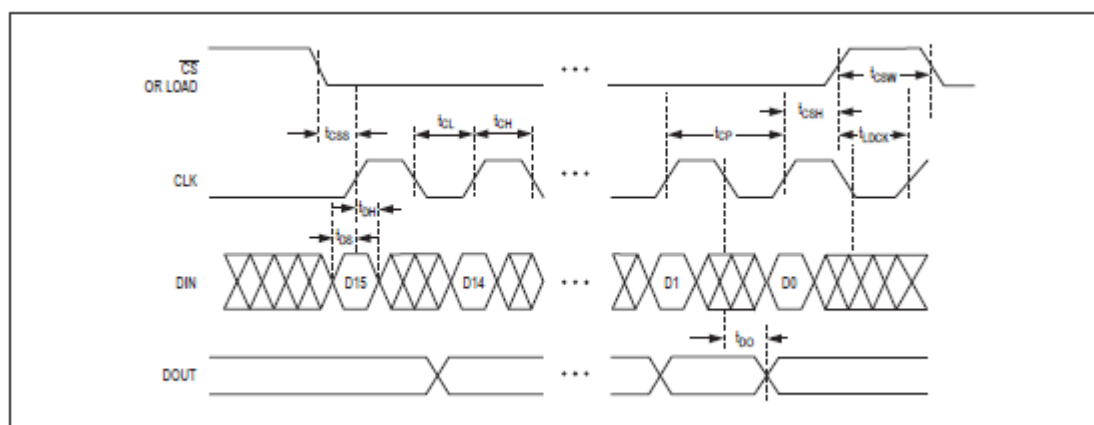 CS
OR LOAD
tCSS
tCL
tCH
tCP
tCSH
tCSW
tLDCK
CLK
tDH
tDS
DIN
D15
D14
D1
D0
tDO
DOUT